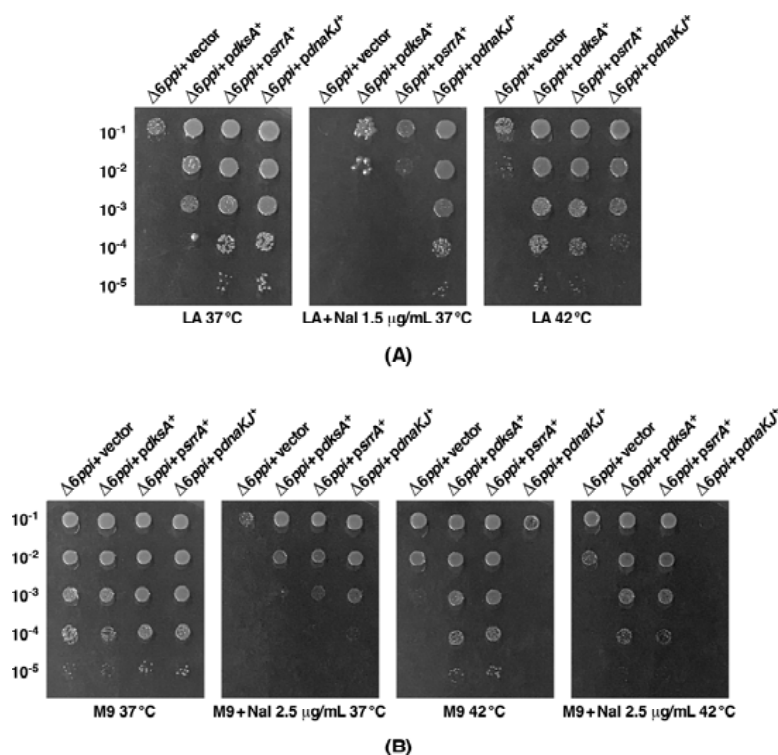 Δ6ppi+ vector Δ6ppi+ pdksA⁺ Δ6ppi+ psrrA⁺ Δ6ppi+ pdnaKJ⁺ Δ6ppi+ vector Δ6ppi+ pdksA⁺ Δ6ppi+ psrrA⁺ Δ6ppi+ pdnaKJ⁺ Δ6ppi+ vector Δ6ppi+ pdksA⁺ Δ6ppi+ psrrA⁺ Δ6ppi+ pdnaKJ⁺
10⁻¹
10⁻²
10⁻³
10⁻⁴
10⁻⁵
LA 37°C LA+Nal 1.5 μg/mL 37°C LA 42°C
(A)
Δ6ppi+ vector Δ6ppi+ pdksA⁺ Δ6ppi+ psrrA⁺ Δ6ppi+ pdnaKJ⁺ Δ6ppi+ vector Δ6ppi+ pdksA⁺ Δ6ppi+ psrrA⁺ Δ6ppi+ pdnaKJ⁺ Δ6ppi+ vector Δ6ppi+ pdksA⁺ Δ6ppi+ psrrA⁺ Δ6ppi+ pdnaKJ⁺ Δ6ppi+ vector Δ6ppi+ pdksA⁺ Δ6ppi+ psrrA⁺ Δ6ppi+ pdnaKJ⁺
10⁻¹
10⁻²
10⁻³
10⁻⁴
10⁻⁵
M9 37°C M9+Nal 2.5 μg/mL 37°C M9 42°C M9+Nal 2.5 μg/mL 42°C
(B)